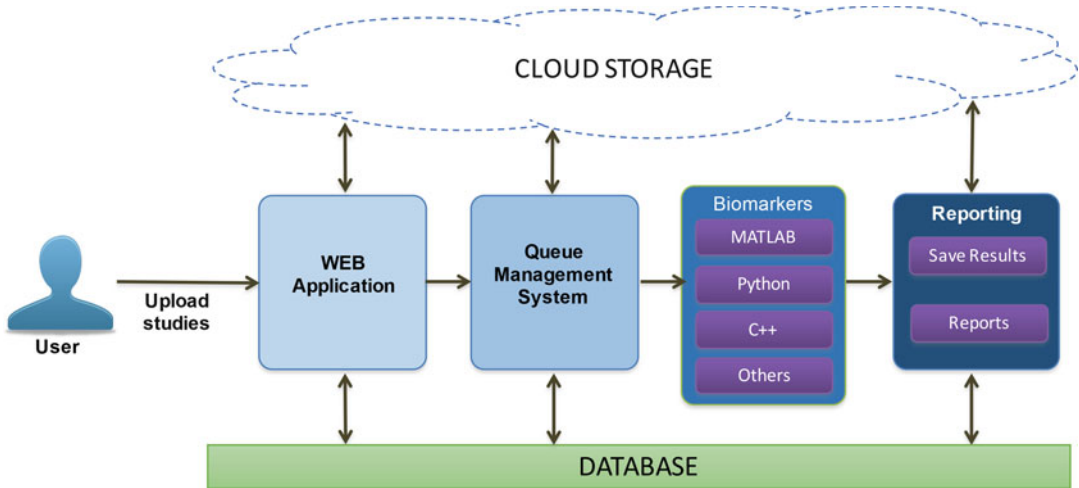 CLOUD STORAGE
User
Upload
studies
WEB
Application
Queue
Management
System
Biomarkers
MATLAB
Python
C++
Others
Reporting
Save Results
Reports
DATABASE